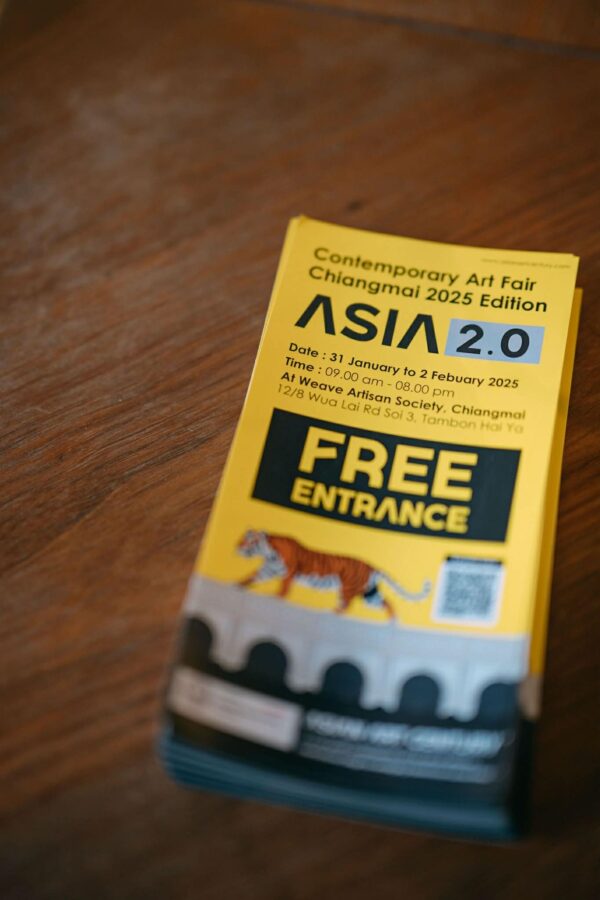 Contemporary Art Fair
Chiangmai 2025 Edition
ASIA 2.0
Date : 31 January to 2 Febuary 2025
Time : 09.00 am - 08.00 pm
At Weave Artisan Society, Chiangmai
12/8 Wua Lai Rd Soi 3, Tambon Hai Ya
FREE
ENTRANCE